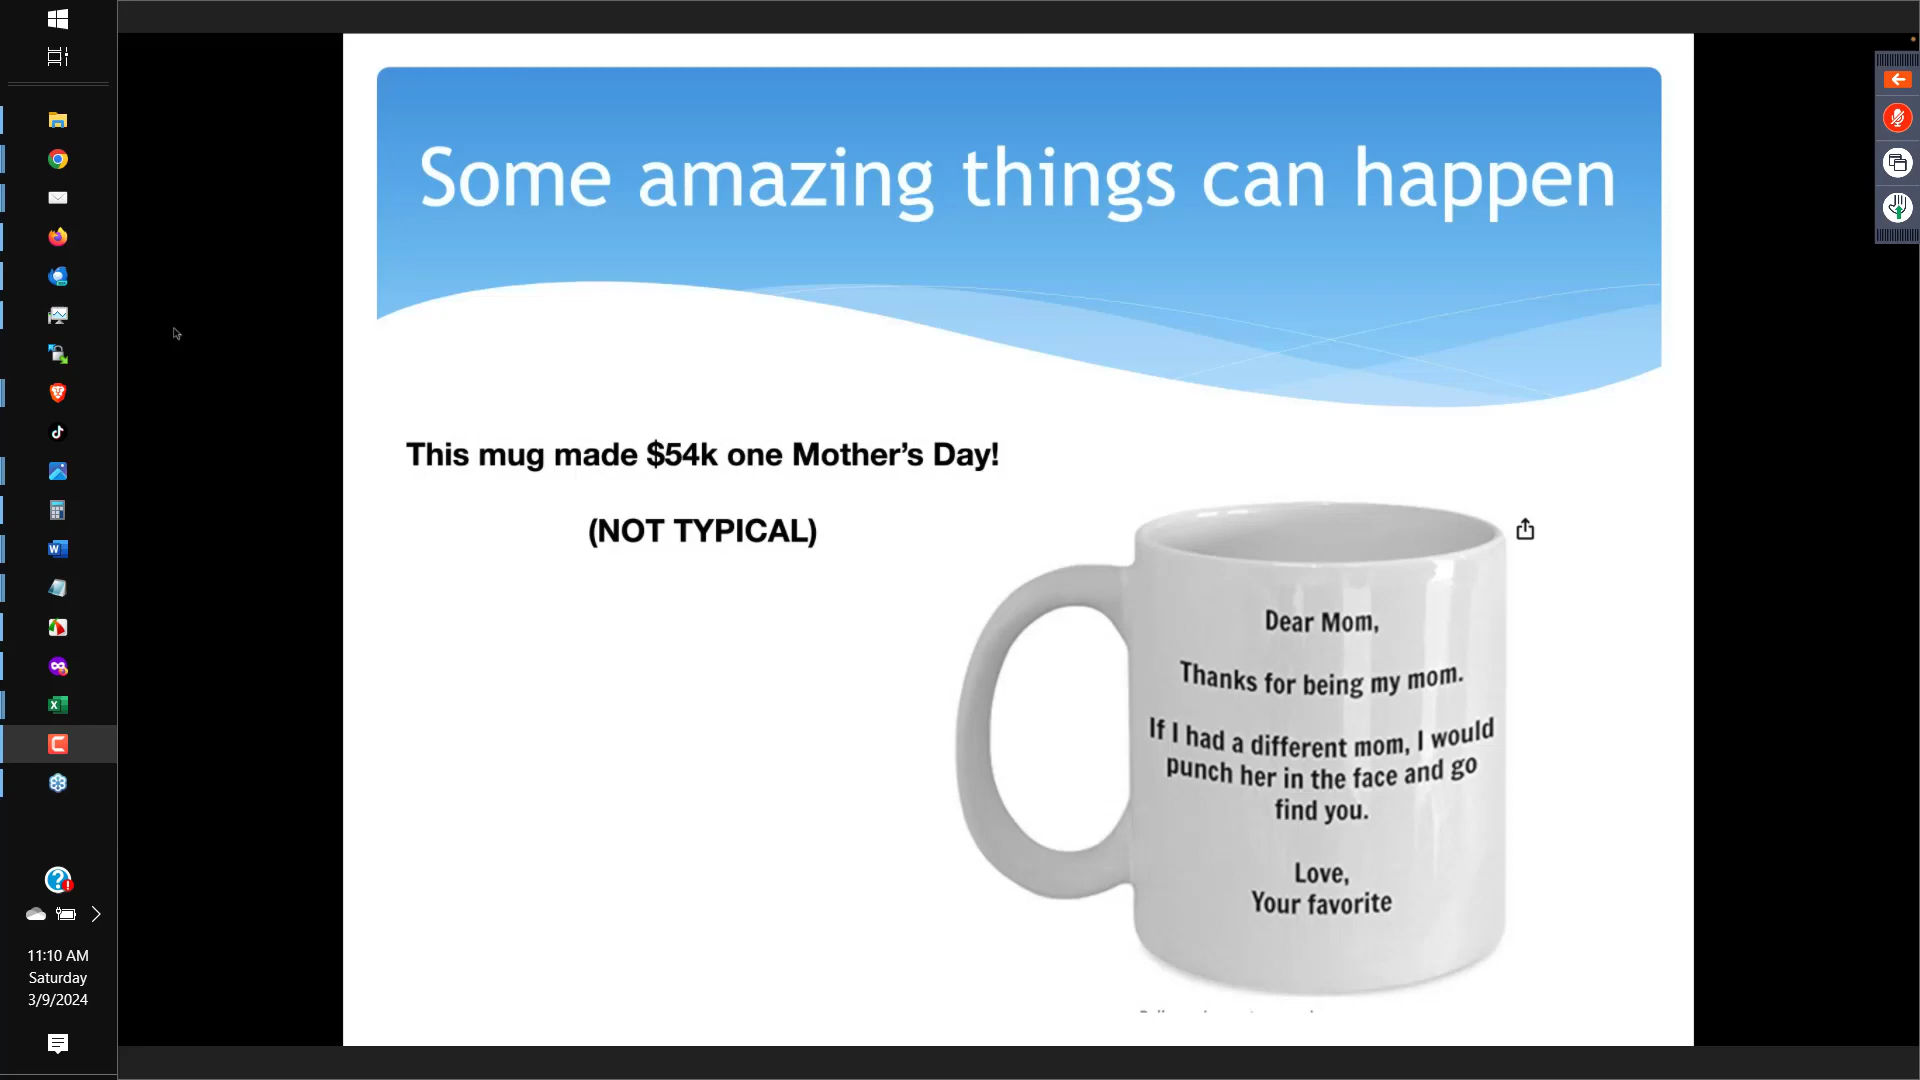 Some amazing things can happen
This mug made $54k one Mother's Day!
(NOT TYPICAL)
Dear Mom,
Thanks for being my mom.
If I had a different mom, I would
punch her in the face and go
find you.
Love,
Your favorite
11:10 AM
Saturday
3/9/2024